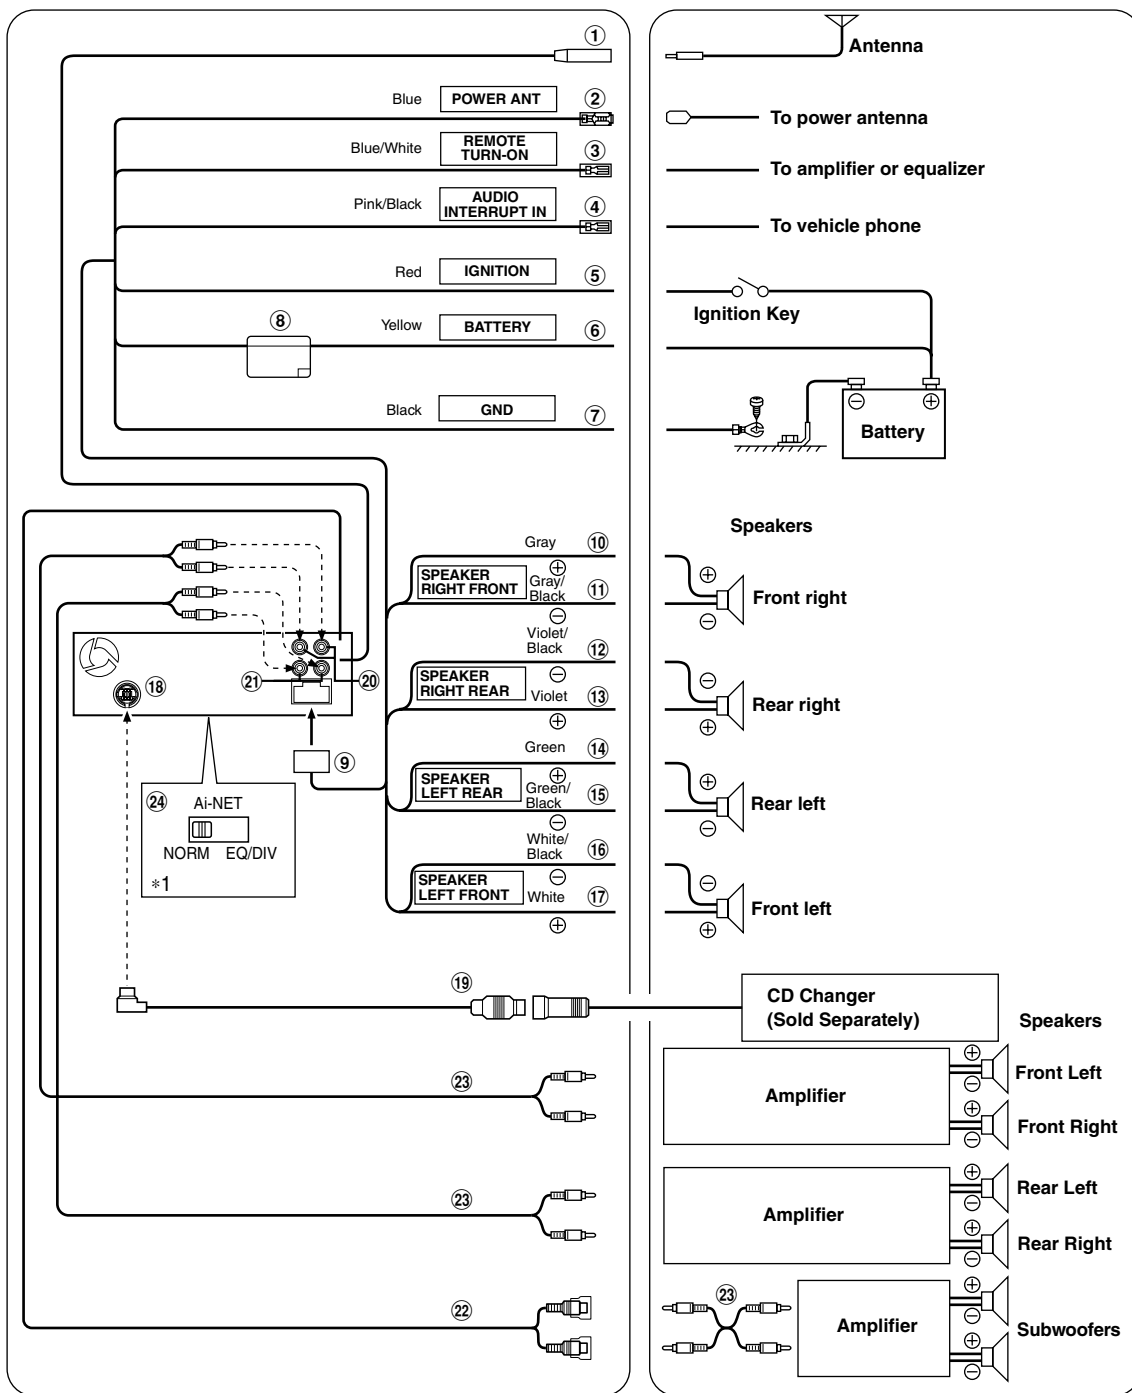 ①
Antenna
Blue
POWER ANT
②
To power antenna
Blue/White
REMOTE
TURN-ON
③
To amplifier or equalizer
Pink/Black
AUDIO
INTERRUPT IN
④
To vehicle phone
Red
IGNITION
⑤
Ignition Key
⑧
Yellow
BATTERY
⑥
Black
GND
⑦
⊖
⊕
Battery
Speakers
Gray
⑩
⊕
SPEAKER
RIGHT FRONT
Gray/
Black
⑪
⊖
⊕
⊖
Front right
Violet/
Black
⑫
⊖
SPEAKER
RIGHT REAR
Violet
⑬
⊕
⊖
⊕
Rear right
Green
⑭
⊕
SPEAKER
LEFT REAR
Green/
Black
⑮
⊖
⊕
⊖
Rear left
White/
Black
⑯
⊖
SPEAKER
LEFT FRONT
White
⑰
⊕
⊖
⊕
Front left
⑱
㉑
⑳
⑨
㉔
Ai-NET
NORM
EQ/DIV
*1
⑲
CD Changer
(Sold Separately)
Speakers
㉓
Amplifier
⊕
⊖
Front Left
⊕
⊖
Front Right
㉓
Amplifier
⊕
⊖
Rear Left
⊕
⊖
Rear Right
㉒
㉓
Amplifier
⊕
⊖
⊕
⊖
Subwoofers